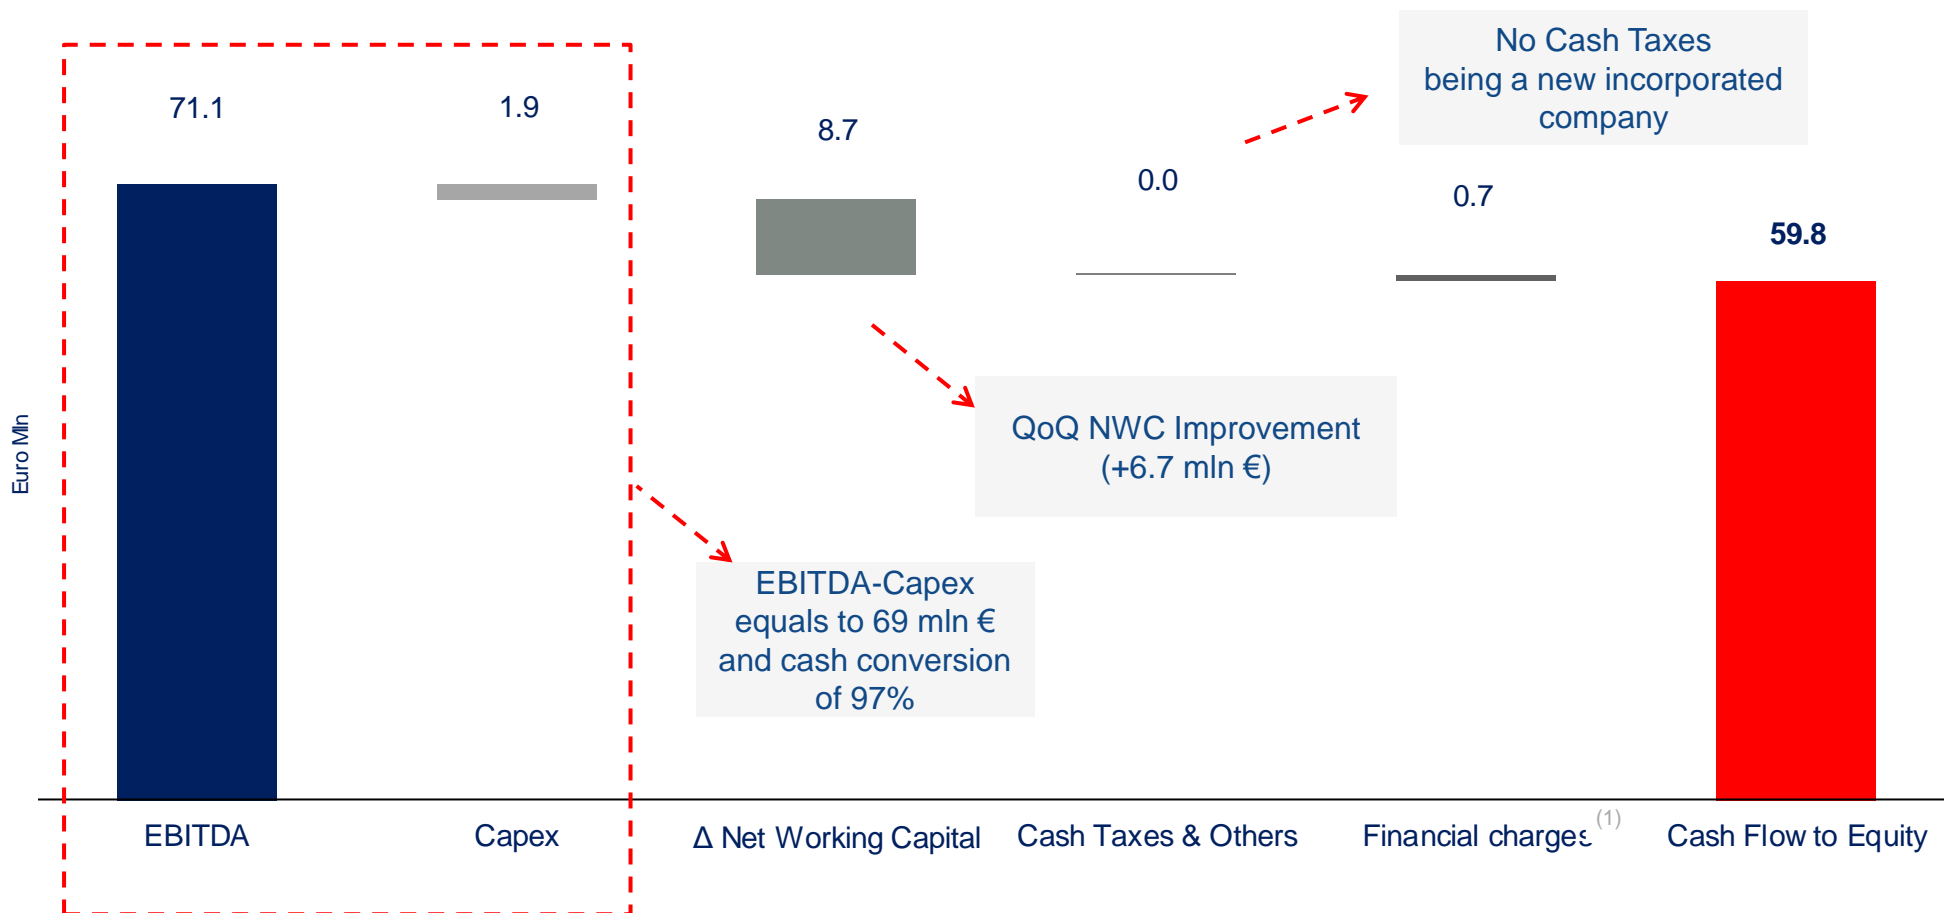 No Cash Taxes
being a new incorporated
company
71.1
1.9
8.7
0.0
0.7
59.8
Euro Mln
QoQ NWC Improvement
(+6.7 mln €)
EBITDA-Capex
equals to 69 mln €
and cash conversion
of 97%
EBITDA
Capex
Δ Net Working Capital
Cash Taxes & Others
Financial charges (1)
Cash Flow to Equity